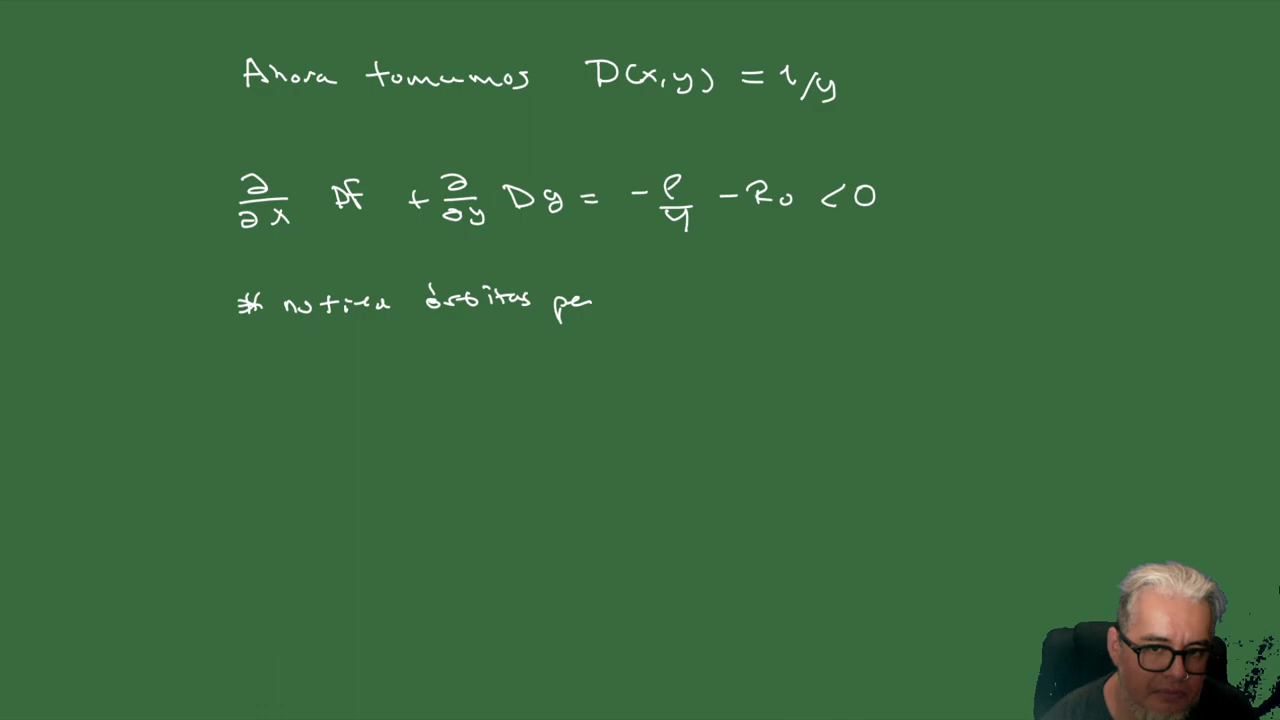 Ahora tomamos D(x,y) = 1/y
∂/∂x Df + ∂/∂y Dg = -ρ/y - R0 < 0
* no tiene órbitas pe